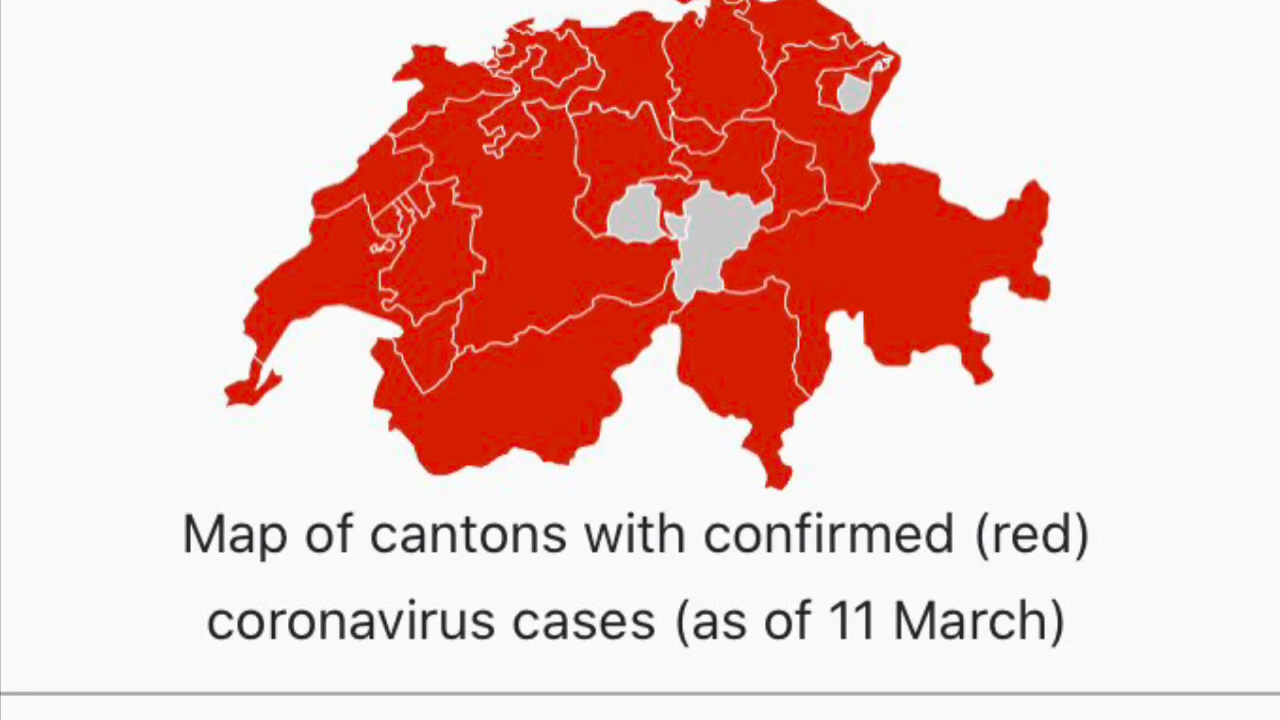 Map of cantons with confirmed (red)
coronavirus cases (as of 11 March)